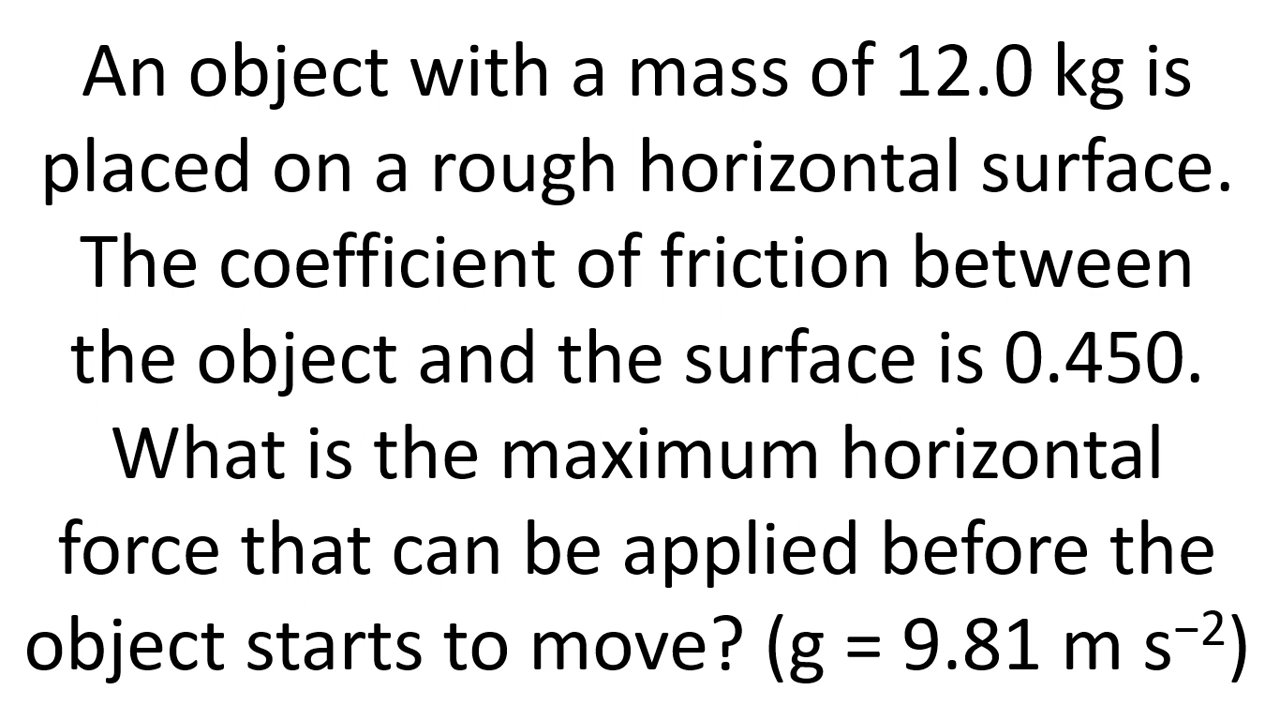 An object with a mass of 12.0 kg is
placed on a rough horizontal surface.
The coefficient of friction between
the object and the surface is 0.450.
What is the maximum horizontal
force that can be applied before the
object starts to move? (g = 9.81 m s⁻²)